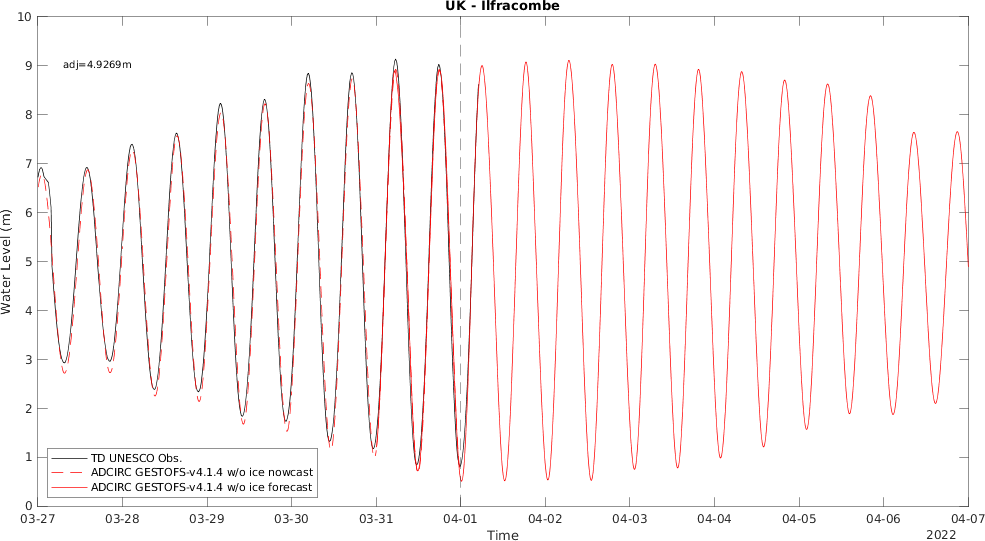 UK - Ilfracombe
10
9
8
7
6
5
4
3
2
1
0
Water Level (m)
adj=4.9269m
TD UNESCO Obs.
ADCIRC GESTOFS-v4.1.4 w/o ice nowcast
ADCIRC GESTOFS-v4.1.4 w/o ice forecast
03-27 03-28 03-29 03-30 03-31 04-01 04-02 04-03 04-04 04-05 04-06 04-07
Time
2022